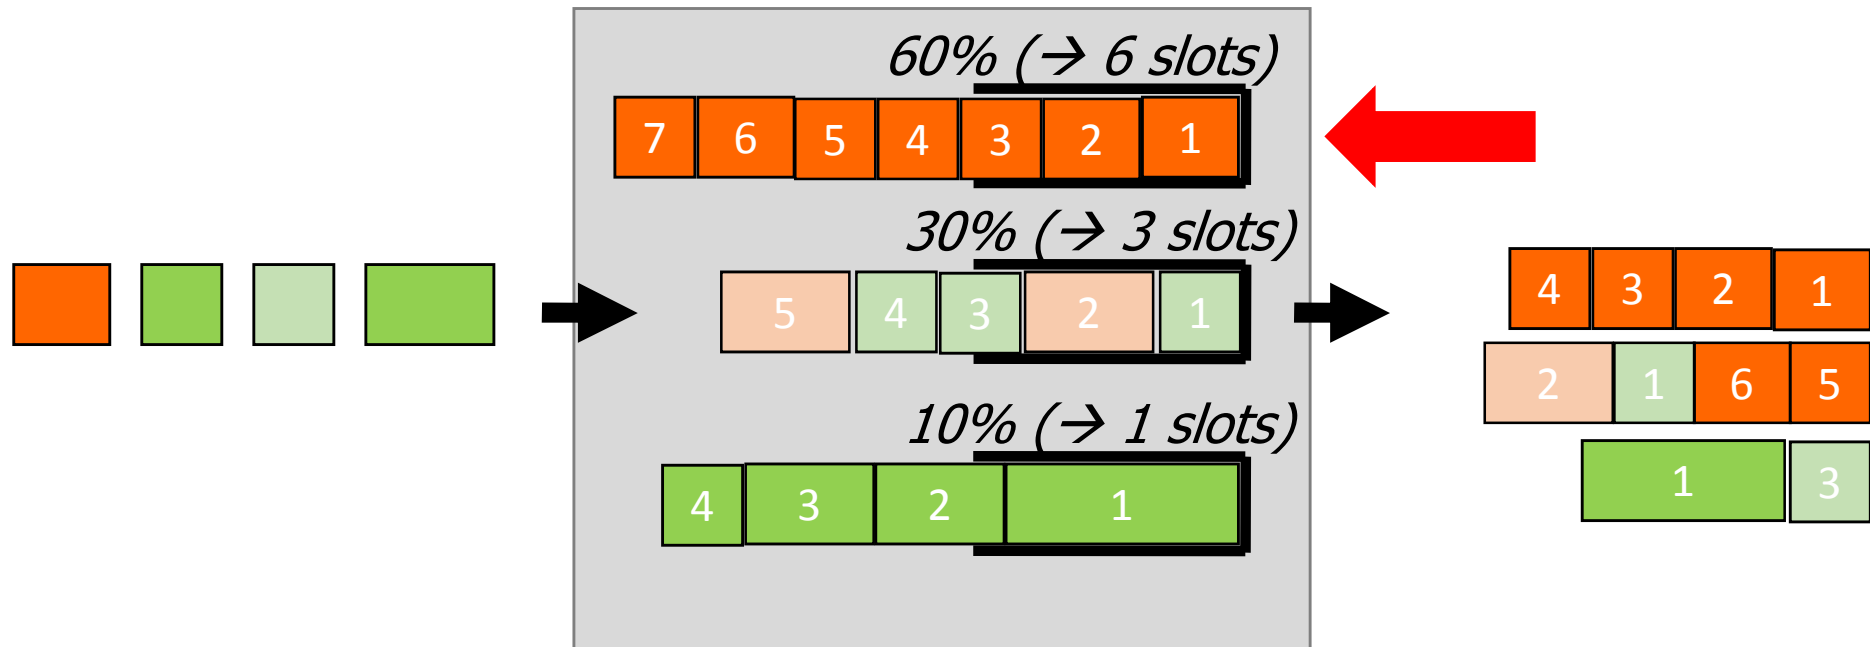 60% (→ 6 slots)
7 6 5 4 3 2 1
30% (→ 3 slots)
5 4 3 2 1
10% (→ 1 slots)
4 3 2 1
4 3 2 1
2 1 6 5
1 3